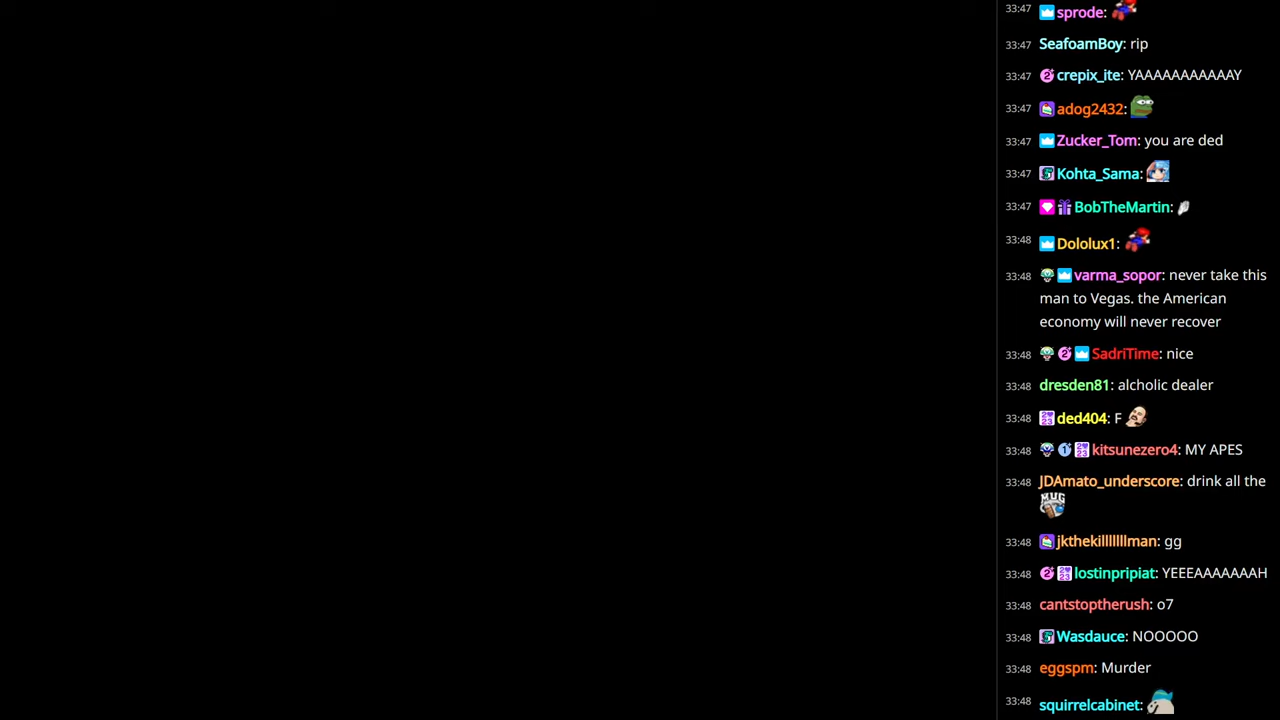 33:47 sprode:
33:47 SeafoamBoy: rip
33:47 crepix_ite: YAAAAAAAAAAAY
33:47 adog2432:
33:47 Zucker_Tom: you are ded
33:47 Kohta_Sama:
33:47 BobTheMartin:
33:48 Dololux1:
33:48 varma_sopor: never take this
man to Vegas. the American
economy will never recover
33:48 SadriTime: nice
33:48 dresden81: alcholic dealer
33:48 ded404: F
33:48 kitsunezero4: MY APES
33:48 JDAmato_underscore: drink all the
MUG
33:48 jkthekillllllllman: gg
33:48 lostinpripiat: YEEEAAAAAAAH
33:48 cantstoptherush: o7
33:48 Wasdauce: NOOOOO
33:48 eggspm: Murder
33:48 squirrelcabinet: